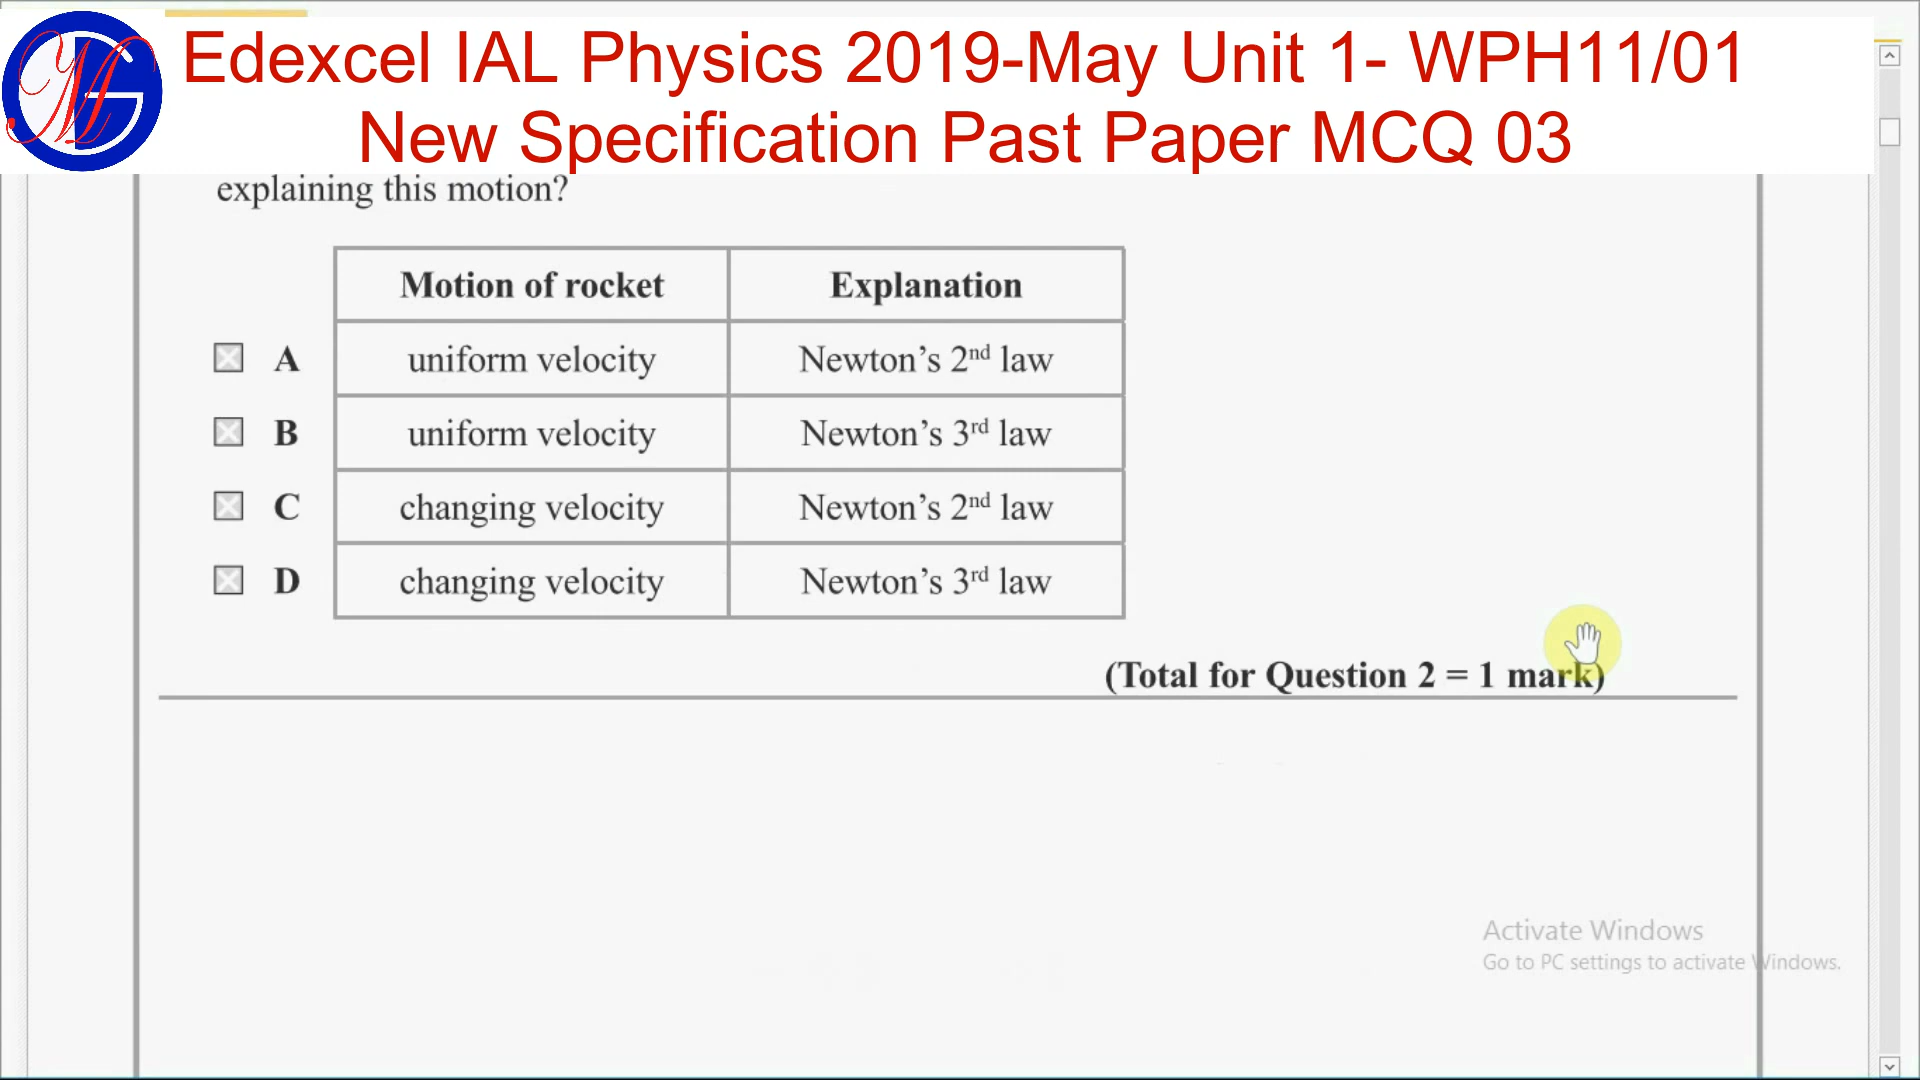 Edexcel IAL Physics 2019-May Unit 1- WPH11/01
New Specification Past Paper MCQ 03
explaining this motion?
Motion of rocket Explanation
A uniform velocity Newton’s 2nd law
B uniform velocity Newton’s 3rd law
C changing velocity Newton’s 2nd law
D changing velocity Newton’s 3rd law
(Total for Question 2 = 1 mark)
Activate Windows
Go to PC settings to activate Windows.